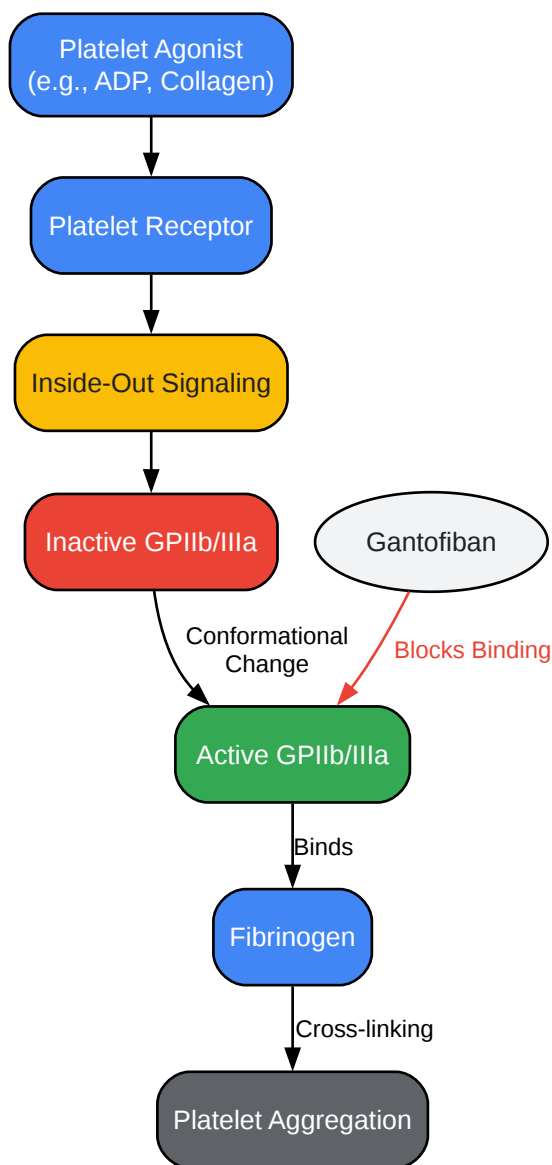 Platelet Agonist
(e.g., ADP, Collagen)
Platelet Receptor
Inside-Out Signaling
Inactive GPIIb/IIIa
Gantofiban
Conformational
Change
Blocks Binding
Active GPIIb/IIIa
Binds
Fibrinogen
Cross-linking
Platelet Aggregation